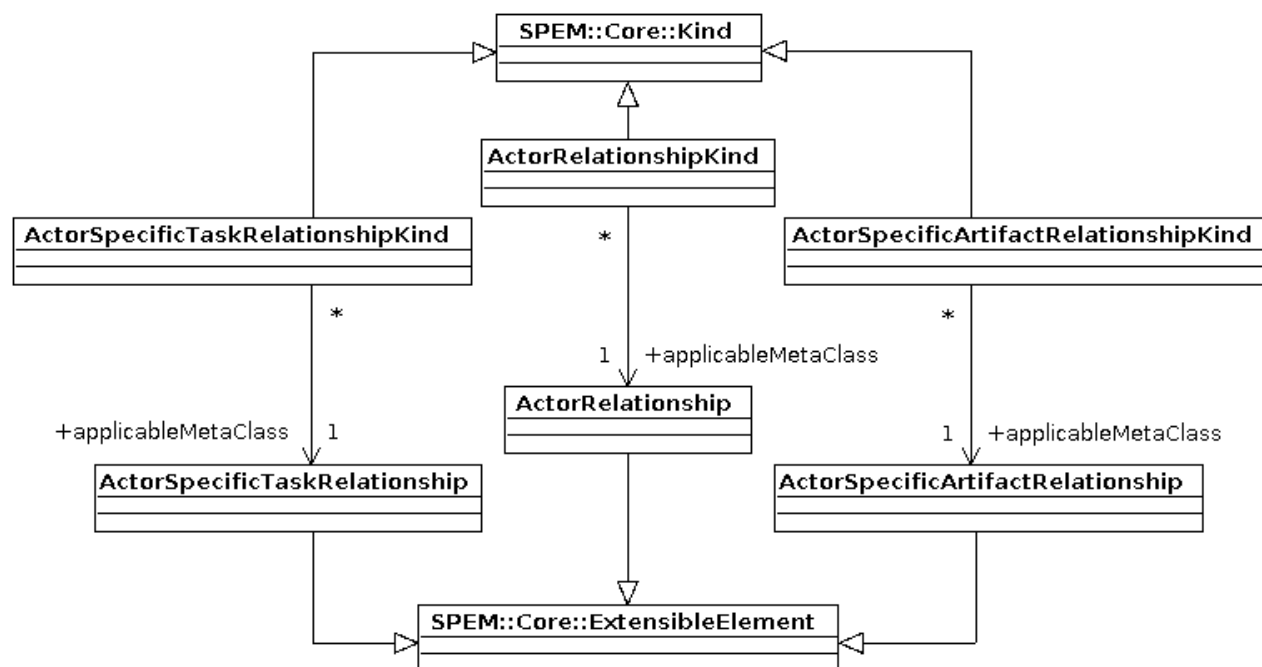 SPEM::Core::Kind
ActorRelationshipKind
ActorSpecificTaskRelationshipKind
*
ActorSpecificArtifactRelationshipKind
*
*
1 +applicableMetaClass
ActorRelationship
+applicableMetaClass 1
1 +applicableMetaClass
ActorSpecificTaskRelationship
ActorSpecificArtifactRelationship
SPEM::Core::ExtensibleElement